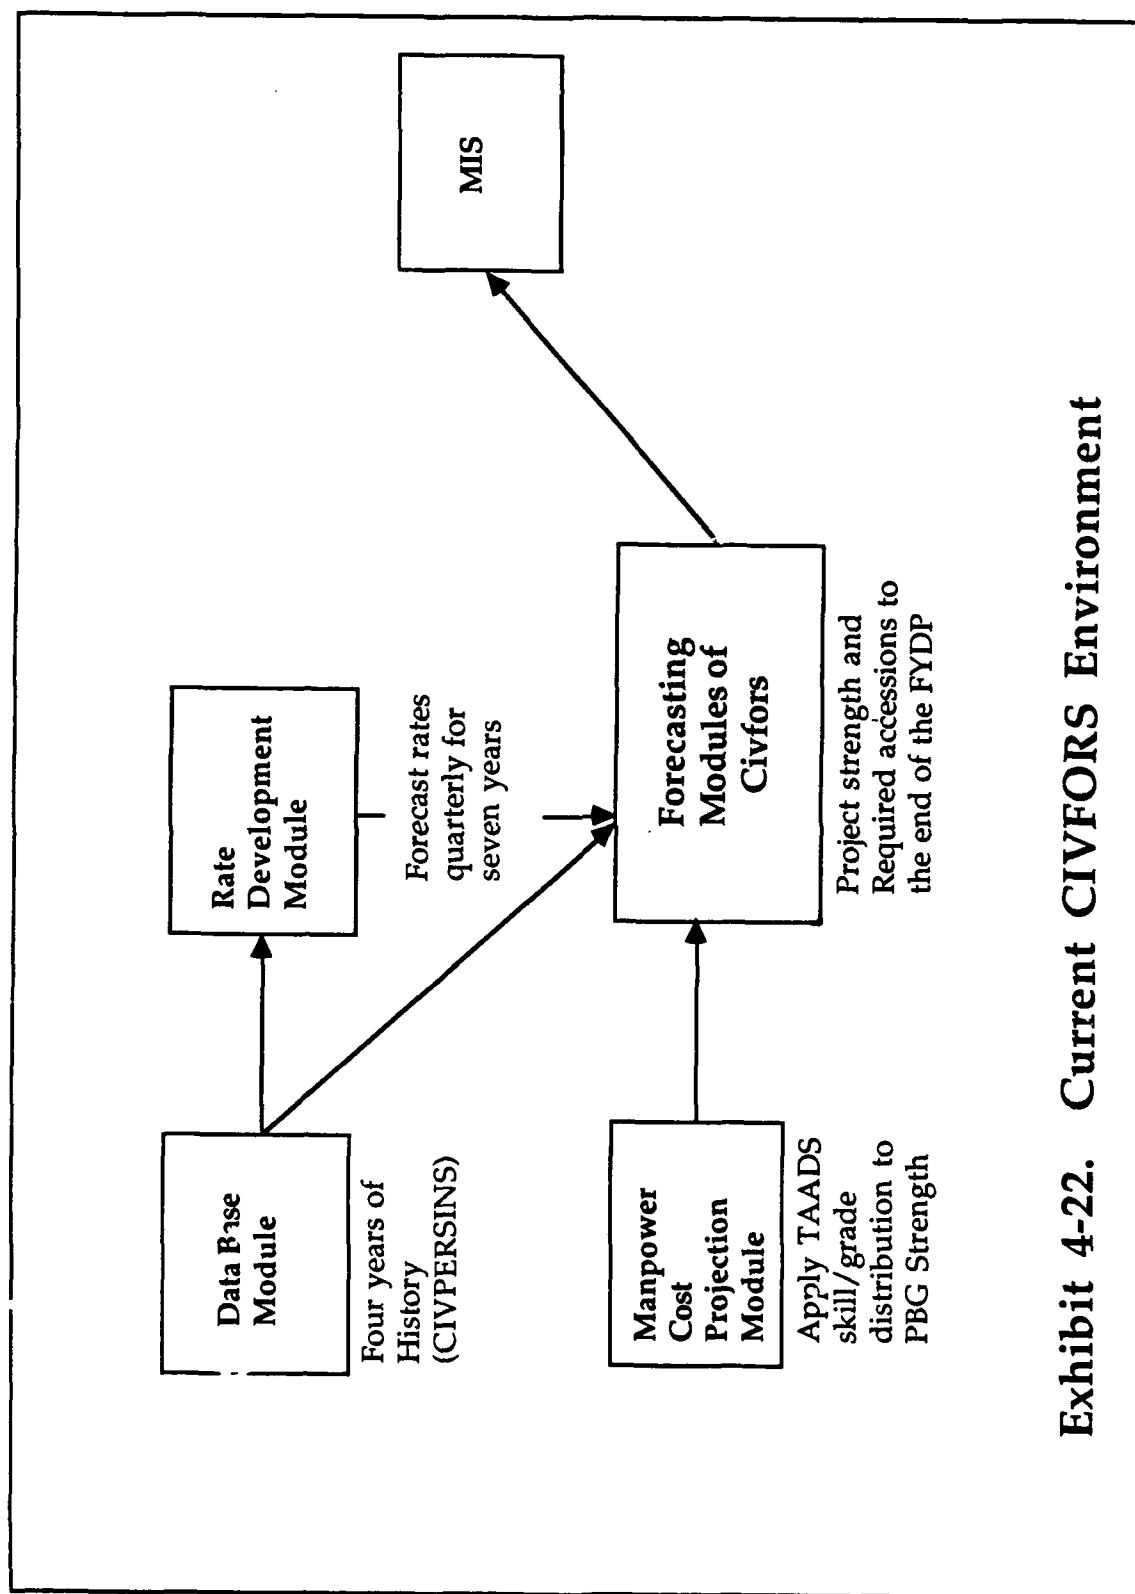 Data Base
Module
Four years of
History
(CIVPERSINS)
Rate
Development
Module
Forecast rates
quarterly for
seven years
MIS
Manpower
Cost
Projection
Module
Apply TAADS
skill/grade
distribution to
PBG Strength
Forecasting
Modules of
Civfors
Project strength and
Required accessions to
the end of the FYDP
Exhibit 4-22. Current CIVFORS Environment